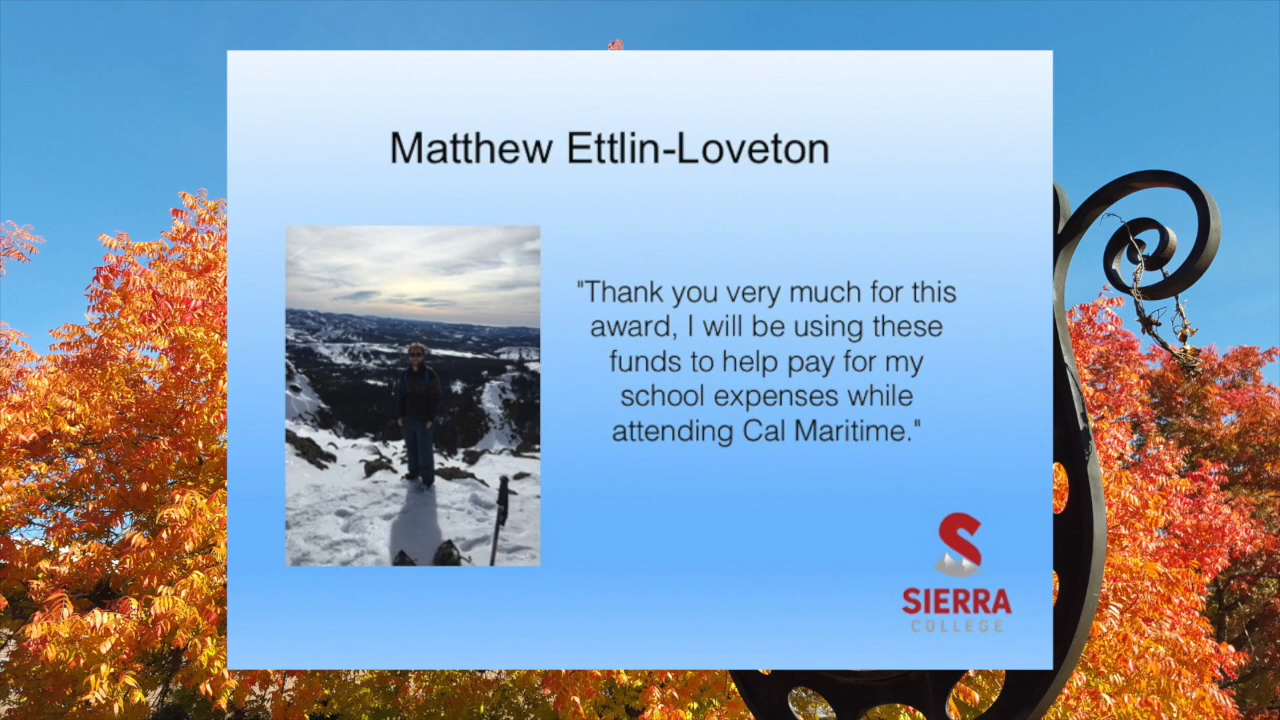 Matthew Ettlin-Loveton
"Thank you very much for this
award, I will be using these
funds to help pay for my
school expenses while
attending Cal Maritime."
SIERRA
COLLEGE